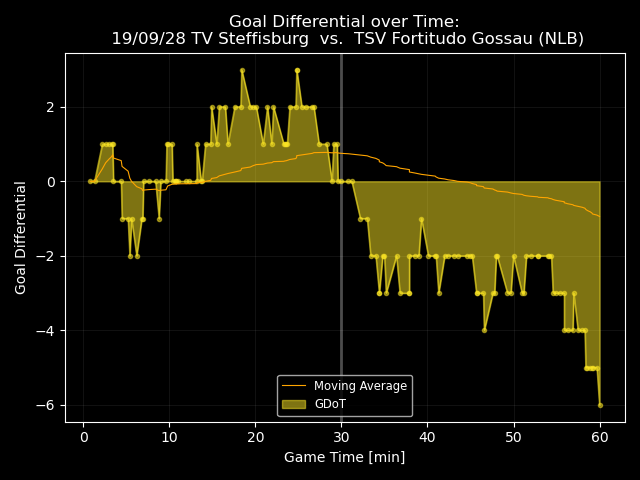 Goal Differential over Time:
19/09/28 TV Steffisburg  vs.  TSV Fortitudo Gossau (NLB)
Goal Differential
2
0
−2
−4
−6
Moving Average
GDoT
0 10 20 30 40 50 60
Game Time [min]